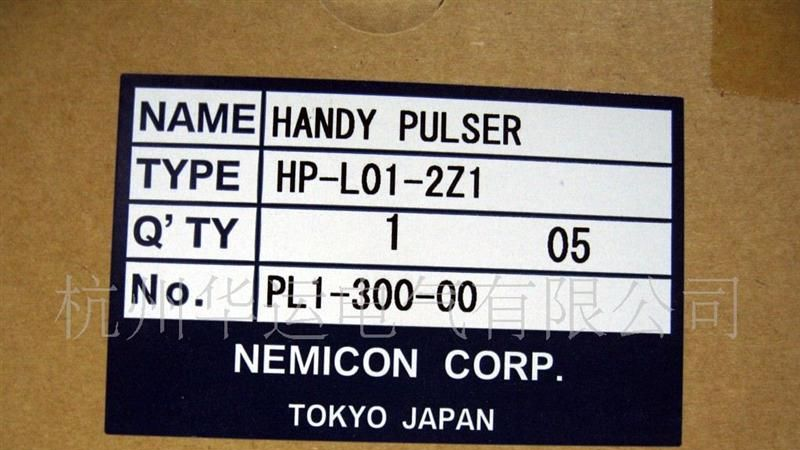 NAME HANDY PULSER
TYPE HP-L01-2Z1
Q'TY 1 05
No. PL1-300-00
杭州华运电气有限公司
NEMICON CORP.
TOKYO JAPAN